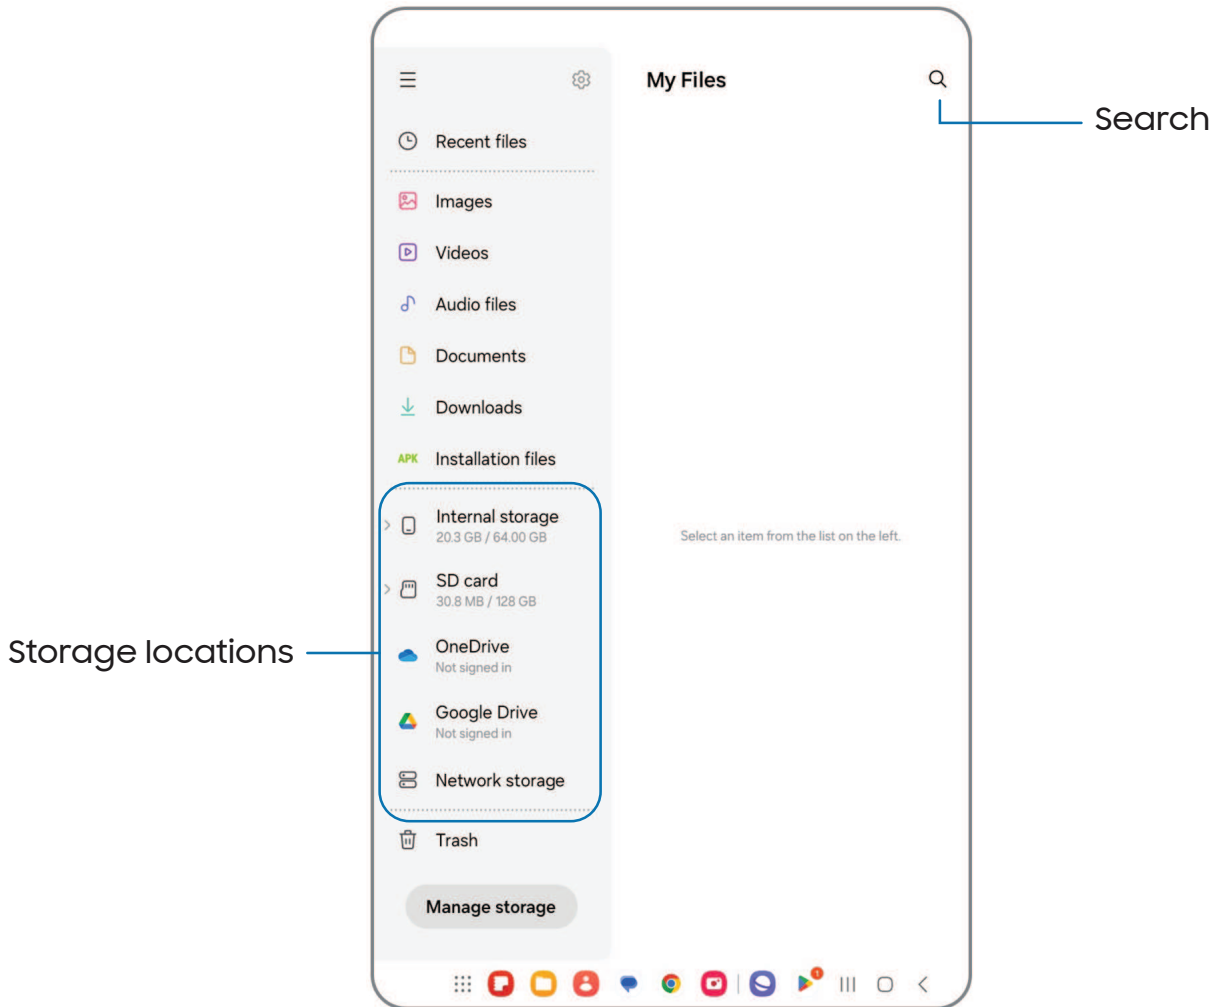 My Files
Search
Recent files
Images
Videos
Audio files
Documents
Downloads
APK Installation files
Internal storage
20.3 GB / 64.00 GB
Select an item from the list on the left.
SD card
30.8 MB / 128 GB
Storage locations
OneDrive
Not signed in
Google Drive
Not signed in
Network storage
Trash
Manage storage
1